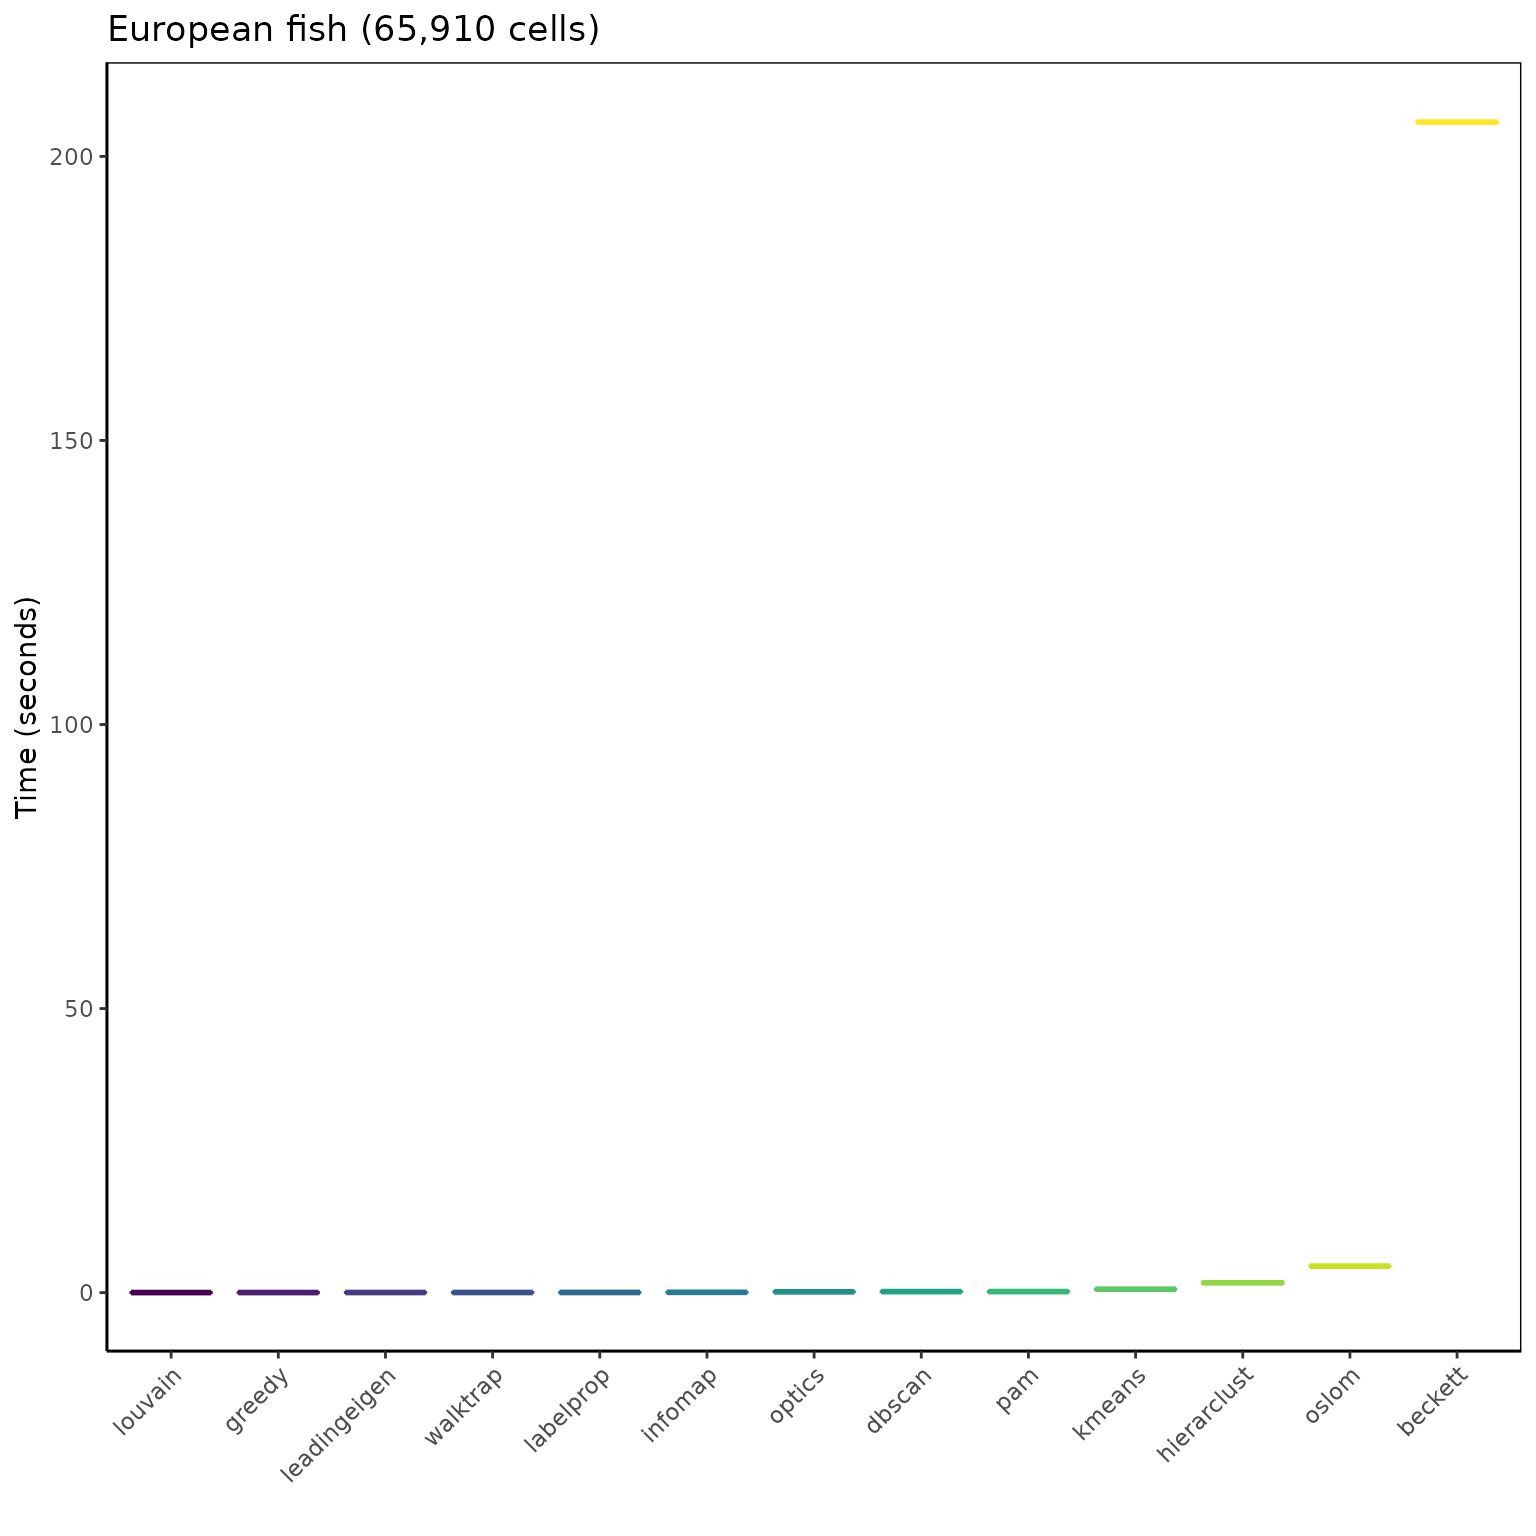 European fish (65,910 cells)
Time (seconds)
200
150
100
50
0
louvain
greedy
leadingeigen
walktrap
labelprop
infomap
optics
dbscan
pam
kmeans
hierarclust
oslom
beckett